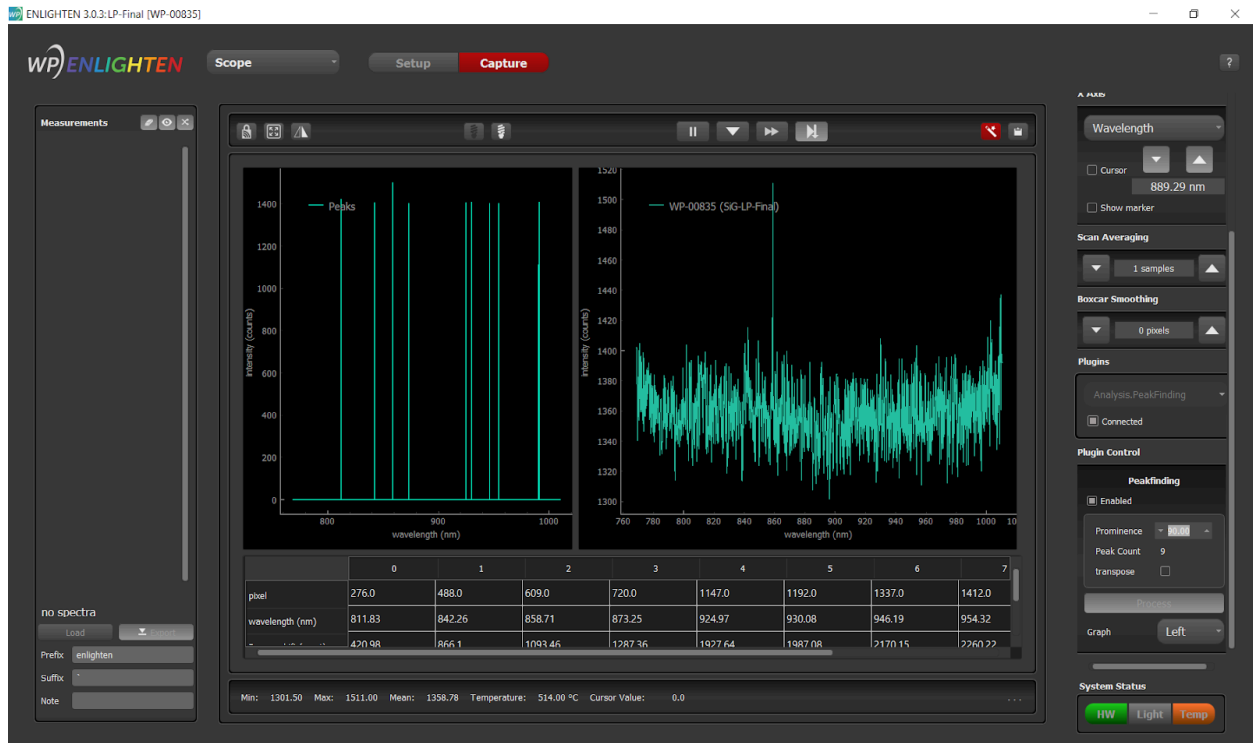 ENLIGHTEN 3.0.3: LP-Final [WP-00835]
WP ENLIGHTEN
Scope
Setup
Capture
?
Measurements
no spectra
Load
Export
Prefix enlighten
Suffix -
Note
1400
1200
1000
800
600
400
200
0
intensity (counts)
Peaks
800
900
1000
wavelength (nm)
1520
1500
1480
1460
1440
1420
1400
1380
1360
1340
1320
1300
intensity (counts)
WP-00835 (SiG-LP-Final)
760 780 800 820 840 860 880 900 920 940 960 980 1000 10
wavelength (nm)
0 1 2 3 4 5 6 7
pixel 276.0 488.0 609.0 720.0 1147.0 1192.0 1337.0 1412.0
wavelength (nm) 811.83 842.26 858.71 873.25 924.97 930.08 946.19 954.32
420.98 866.1 1093.46 1287.36 1927.64 1987.08 2170.15 2260.22
Min: 1301.50 Max: 1511.00 Mean: 1358.78 Temperature: 514.00 °C Cursor Value: 0.0
...
X Axis
Wavelength
Cursor
889.29 nm
Show marker
Scan Averaging
1 samples
Boxcar Smoothing
0 pixels
Plugins
Analysis.PeakFinding
Connected
Plugin Control
Peakfinding
Enabled
Prominence 90.00
Peak Count 9
transpose
Process
Graph Left
System Status
HW Light Temp